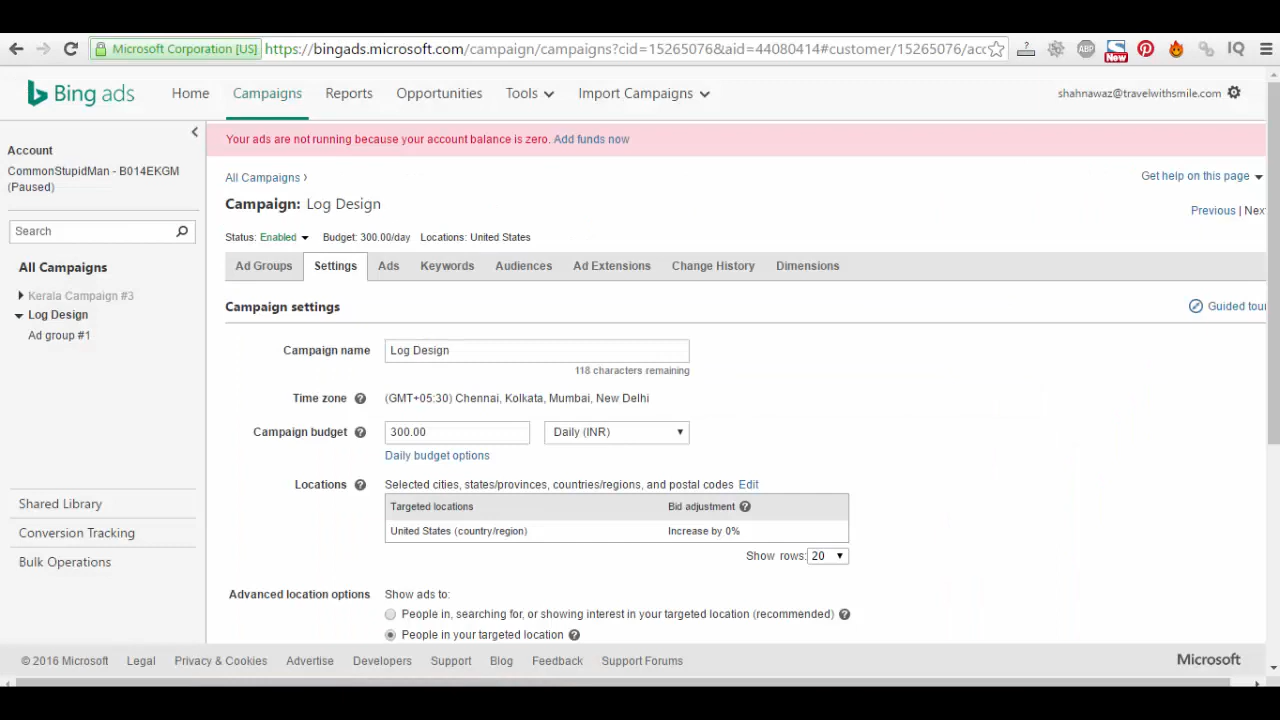 Microsoft Corporation [US] https://bingads.microsoft.com/campaign/campaigns?cid=15265076&aid=44080414#customer/15265076/acc
ABP
New
IQ
Bing ads
Home Campaigns Reports Opportunities Tools Import Campaigns
shahnawaz@travelwithsmile.com
Your ads are not running because your account balance is zero. Add funds now
Account
CommonStupidMan - B014EKGM
(Paused)
Search
All Campaigns
Kerala Campaign #3
Log Design
Ad group #1
Shared Library
Conversion Tracking
Bulk Operations
All Campaigns ›
Get help on this page
Campaign: Log Design
Previous | Next
Status: Enabled Budget: 300.00/day Locations: United States
Ad Groups Settings Ads Keywords Audiences Ad Extensions Change History Dimensions
Campaign settings
Guided tour
Campaign name Log Design
118 characters remaining
Time zone ? (GMT+05:30) Chennai, Kolkata, Mumbai, New Delhi
Campaign budget ? 300.00 Daily (INR)
Daily budget options
Locations ? Selected cities, states/provinces, countries/regions, and postal codes Edit
Targeted locations Bid adjustment ?
United States (country/region) Increase by 0%
Show rows: 20
Advanced location options Show ads to:
People in, searching for, or showing interest in your targeted location (recommended) ?
People in your targeted location ?
© 2016 Microsoft Legal Privacy & Cookies Advertise Developers Support Blog Feedback Support Forums
Microsoft